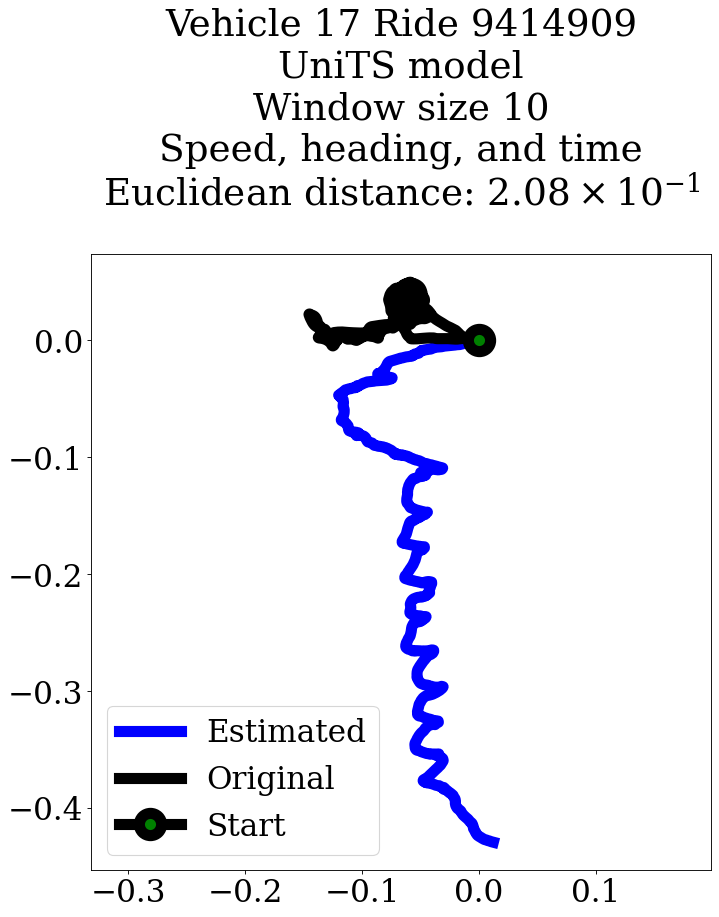 Vehicle 17 Ride 9414909
UniTS model
Window size 10
Speed, heading, and time
Euclidean distance: 2.08 × 10⁻¹
0.0
−0.1
−0.2
−0.3
−0.4
Estimated
Original
Start
−0.3 −0.2 −0.1 0.0 0.1